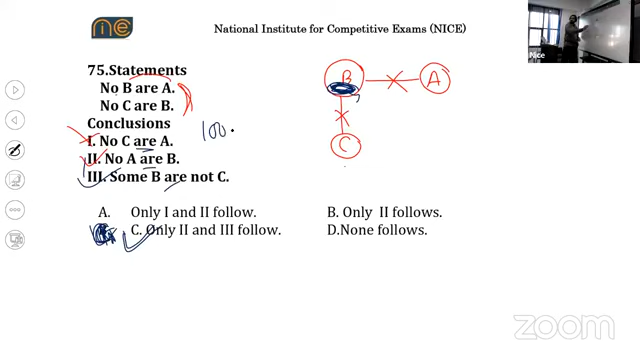 nie
National Institute for Competitive Exams (NICE)
Nice
75.Statements
No B are A.
No C are B.
Conclusions
I. No C are A.
II. No A are B.
III. Some B are not C.
100
B
A
C
A. Only I and II follow.
B. Only II follows.
C. Only II and III follow.
D.None follows.
zoom